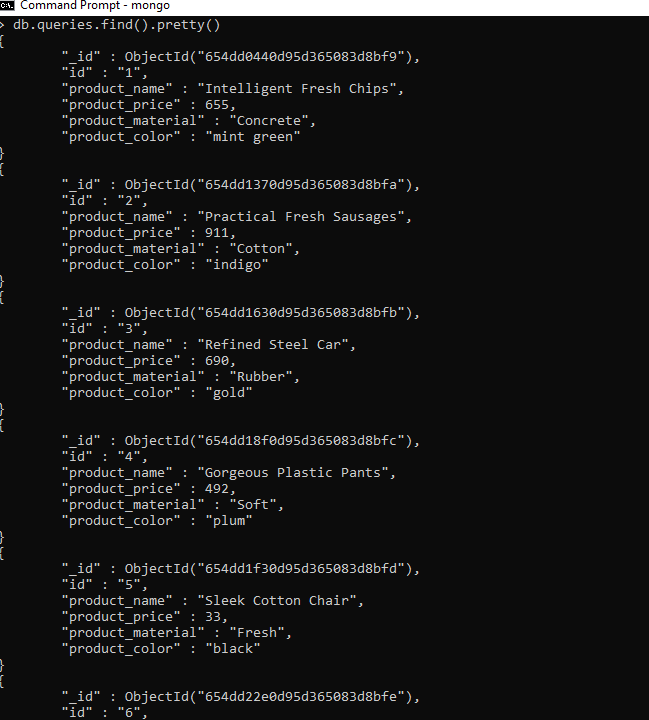 Command Prompt - mongo
> db.queries.find().pretty()
{
"_id" : ObjectId("654dd0440d95d365083d8bf9"),
"id" : "1",
"product_name" : "Intelligent Fresh Chips",
"product_price" : 655,
"product_material" : "Concrete",
"product_color" : "mint green"
}
{
"_id" : ObjectId("654dd1370d95d365083d8bfa"),
"id" : "2",
"product_name" : "Practical Fresh Sausages",
"product_price" : 911,
"product_material" : "Cotton",
"product_color" : "indigo"
}
{
"_id" : ObjectId("654dd1630d95d365083d8bfb"),
"id" : "3",
"product_name" : "Refined Steel Car",
"product_price" : 690,
"product_material" : "Rubber",
"product_color" : "gold"
}
{
"_id" : ObjectId("654dd18f0d95d365083d8bfc"),
"id" : "4",
"product_name" : "Gorgeous Plastic Pants",
"product_price" : 492,
"product_material" : "Soft",
"product_color" : "plum"
}
{
"_id" : ObjectId("654dd1f30d95d365083d8bfd"),
"id" : "5",
"product_name" : "Sleek Cotton Chair",
"product_price" : 33,
"product_material" : "Fresh",
"product_color" : "black"
}
{
"_id" : ObjectId("654dd22e0d95d365083d8bfe"),
"id" : "6",